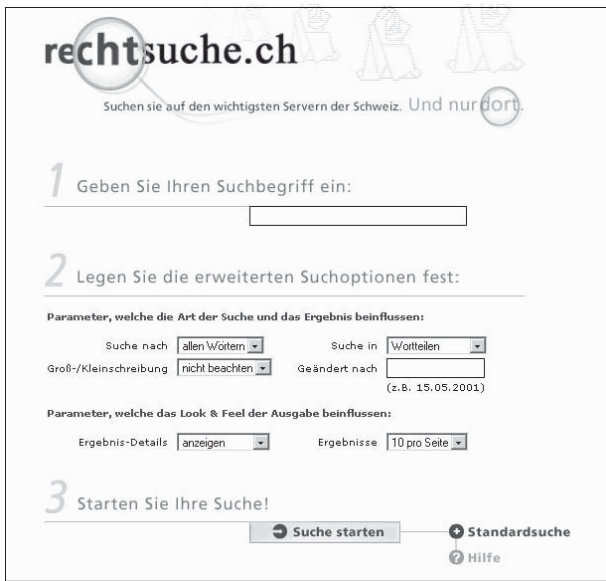 rechtsuche.ch
Suchen sie auf den wichtigsten Servern der Schweiz. Und nur dort.
1 Geben Sie Ihren Suchbegriff ein:
2 Legen Sie die erweiterten Suchoptionen fest:
Parameter, welche die Art der Suche und das Ergebnis beinflussen:
Suche nach allen Wörtern Suche in Wortteilen
Groß-/Kleinschreibung nicht beachten Geändert nach
(z.B. 15.05.2001)
Parameter, welche das Look & Feel der Ausgabe beinflussen:
Ergebnis-Details anzeigen Ergebnisse 10 pro Seite
3 Starten Sie Ihre Suche!
Suche starten Standardsuche
Hilfe